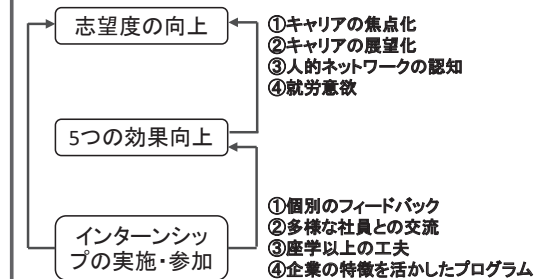 志望度の向上
①キャリアの焦点化
②キャリアの展望化
③人的ネットワークの認知
④就労意欲
5つの効果向上
インターンシッ
プの実施・参加
①個別のフィードバック
②多様な社員との交流
③座学以上の工夫
④企業の特徴を活かしたプログラム